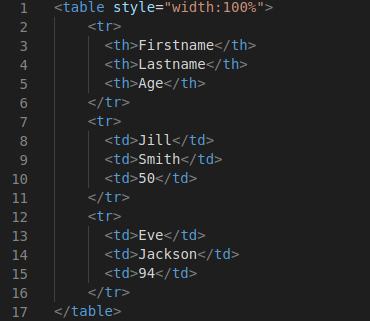 1 <table style="width:100%">
2 <tr>
3 <th>Firstname</th>
4 <th>Lastname</th>
5 <th>Age</th>
6 </tr>
7 <tr>
8 <td>Jill</td>
9 <td>Smith</td>
10 <td>50</td>
11 </tr>
12 <tr>
13 <td>Eve</td>
14 <td>Jackson</td>
15 <td>94</td>
16 </tr>
17 </table>